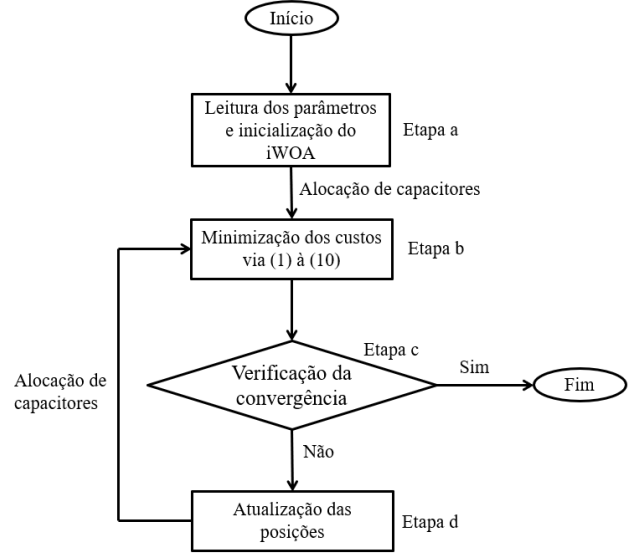 Início
Leitura dos parâmetros
e inicialização do
iWOA
Etapa a
Alocação de capacitores
Minimização dos custos
via (1) à (10)
Etapa b
Etapa c
Verificação da
convergência
Sim
Fim
Alocação de
capacitores
Não
Atualização das
posições
Etapa d